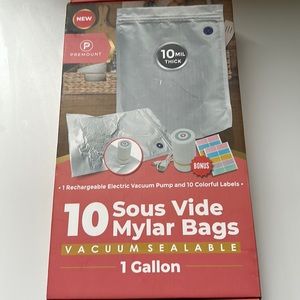 NEW
P
PREMOUNT
10 MIL
THICK
BONUS
• 1 Rechargeable Electric Vacuum Pump and 10 Colorful Labels •
10 Sous Vide
Mylar Bags
VACUUM SEALABLE
1 Gallon